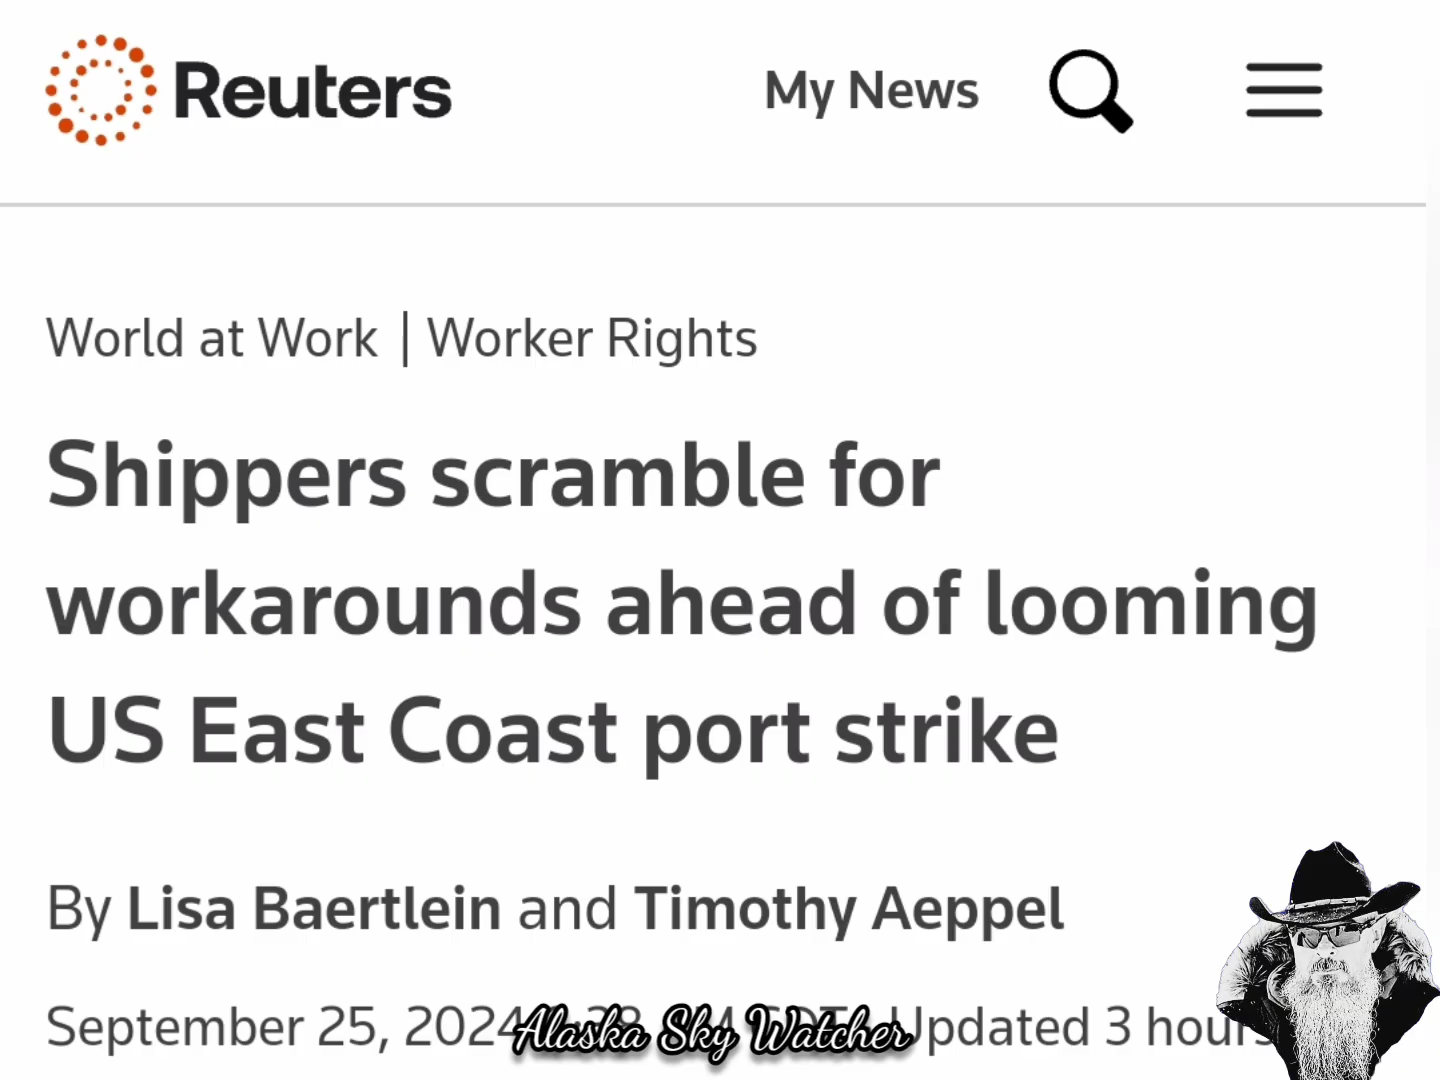 Reuters My News
World at Work | Worker Rights
Shippers scramble for
workarounds ahead of looming
US East Coast port strike
By Lisa Baertlein and Timothy Aeppel
September 25, 2024 Updated 3 hours
Alaska Sky Watcher